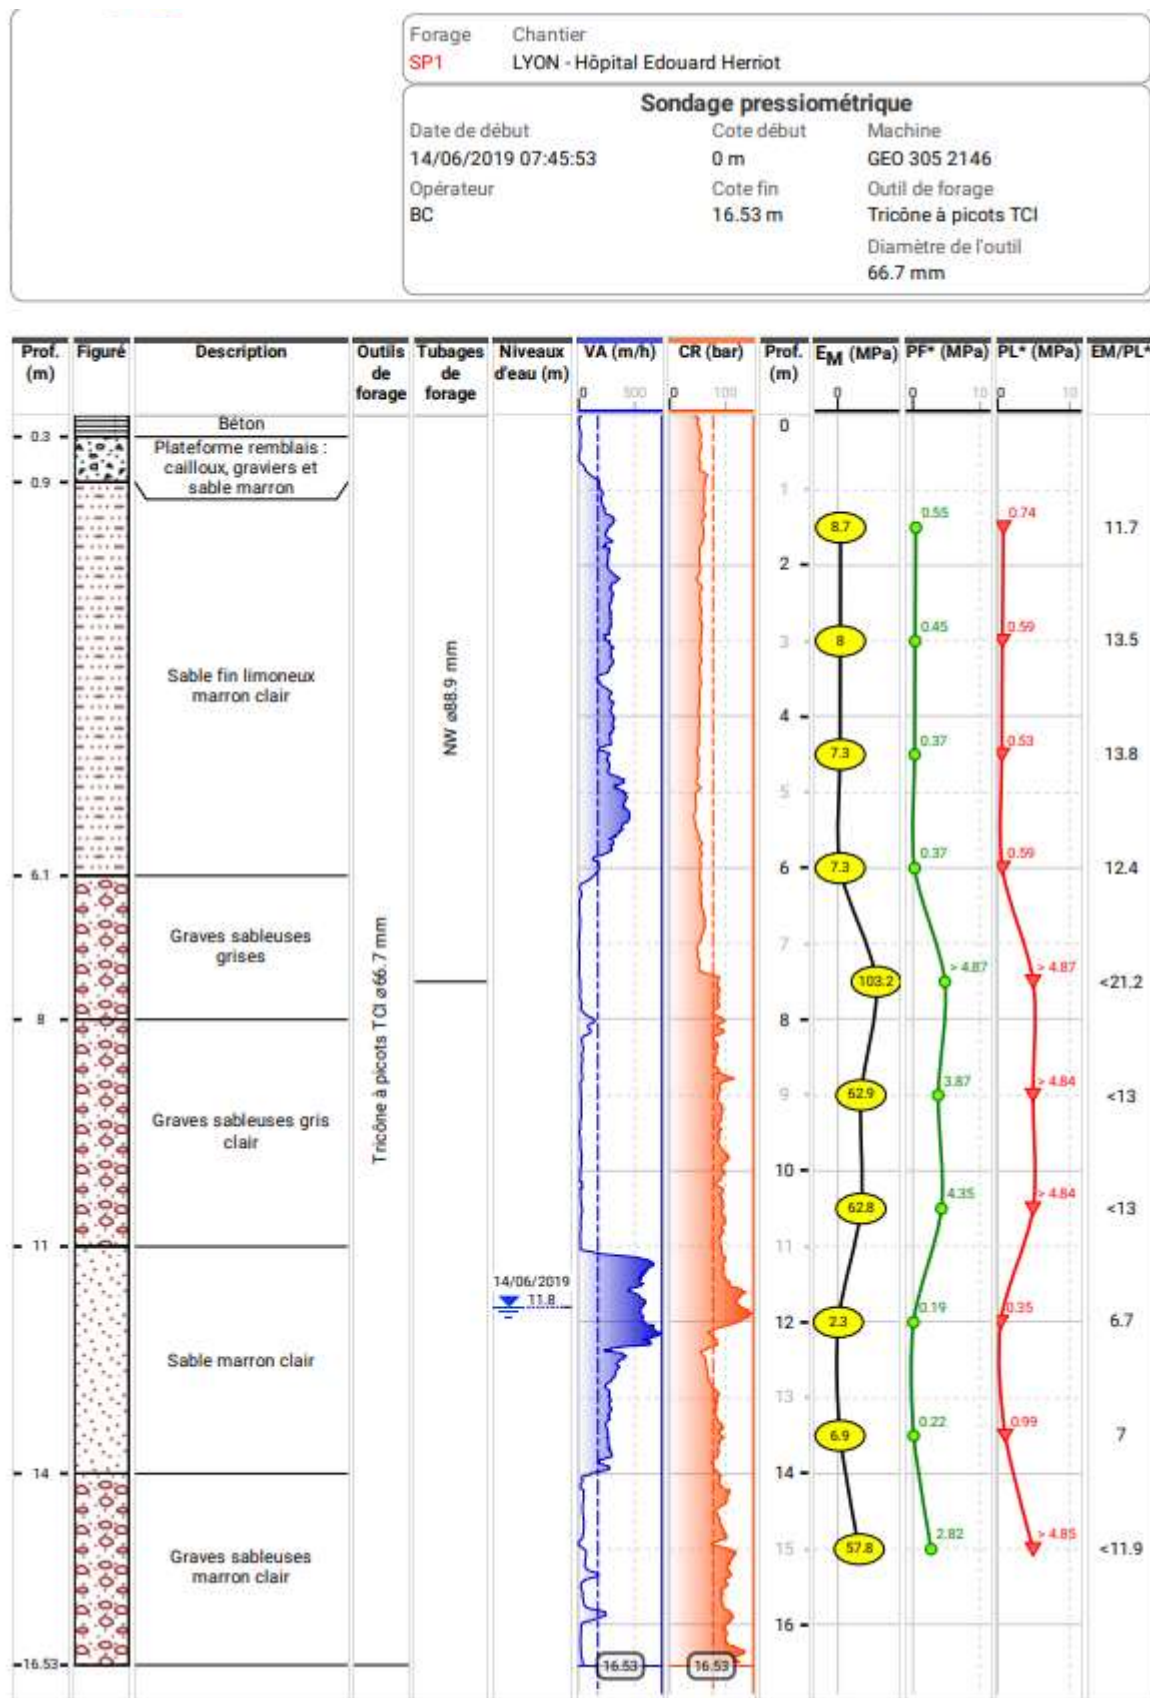 Forage Chantier
SP1 LYON - Hôpital Edouard Herriot
Sondage pressiométrique
Date de début Cote début Machine
14/06/2019 07:45:53 0 m GEO 305 2146
Opérateur Cote fin Outil de forage
BC 16.53 m Tricône à picots TCI
Diamètre de l'outil
66.7 mm
Prof. Figuré Description Outils Tubages Niveaux VA (m/h) CR (bar) Prof. EM (MPa) PF* (MPa) PL* (MPa) EM/PL*
(m) de de d'eau (m) (m)
forage forage
0 500 0 100 0 0 10 0 10
Béton 0
0.3
Plateforme remblais :
cailloux, graviers et
0.9 sable marron
1
8.7 0.55 0.74 11.7
2
3 8 0.45 0.59 13.5
Sable fin limoneux
marron clair
NW ø88.9 mm
4
7.3 0.37 0.53 13.8
5
6 7.3 0.37 0.59 12.4
6.1
Graves sableuses
grises
7
103.2 > 4.87 > 4.87 <21.2
8 8
Tricône à picots TCI ø66.7 mm
9 62.9 3.87 > 4.84 <13
Graves sableuses gris
clair
10
62.8 4.35 > 4.84 <13
11 11
14/06/2019
11.8
12 2.3 0.19 0.35 6.7
Sable marron clair
13
6.9 0.22 0.99 7
14 14
15 57.8 2.82 > 4.85 <11.9
Graves sableuses
marron clair
16
16.53 16.53 16.53